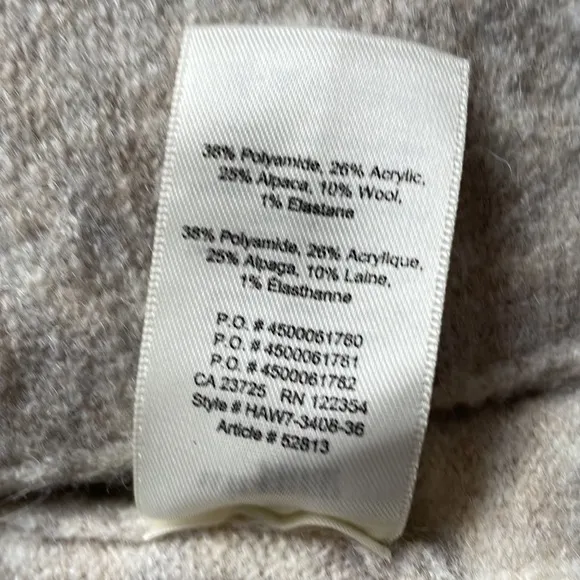 38% Polyamide, 26% Acrylic,
25% Alpaca, 10% Wool,
1% Elastane
38% Polyamide, 26% Acrylique,
25% Alpaga, 10% Laine,
1% Élasthanne
P.O. # 4500061780
P.O. # 4500061781
P.O. # 4500061782
CA 23725 RN 122354
Style # HAW7-3408-36
Article # 52813